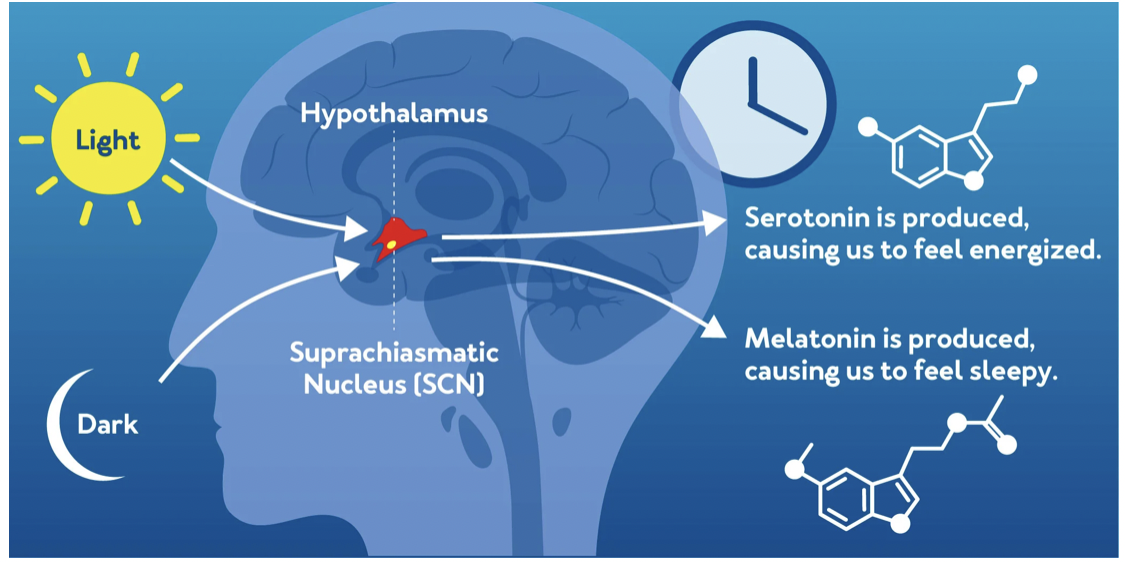 Light
Hypothalamus
Serotonin is produced,
causing us to feel energized.
Suprachiasmatic
Nucleus (SCN)
Melatonin is produced,
causing us to feel sleepy.
Dark